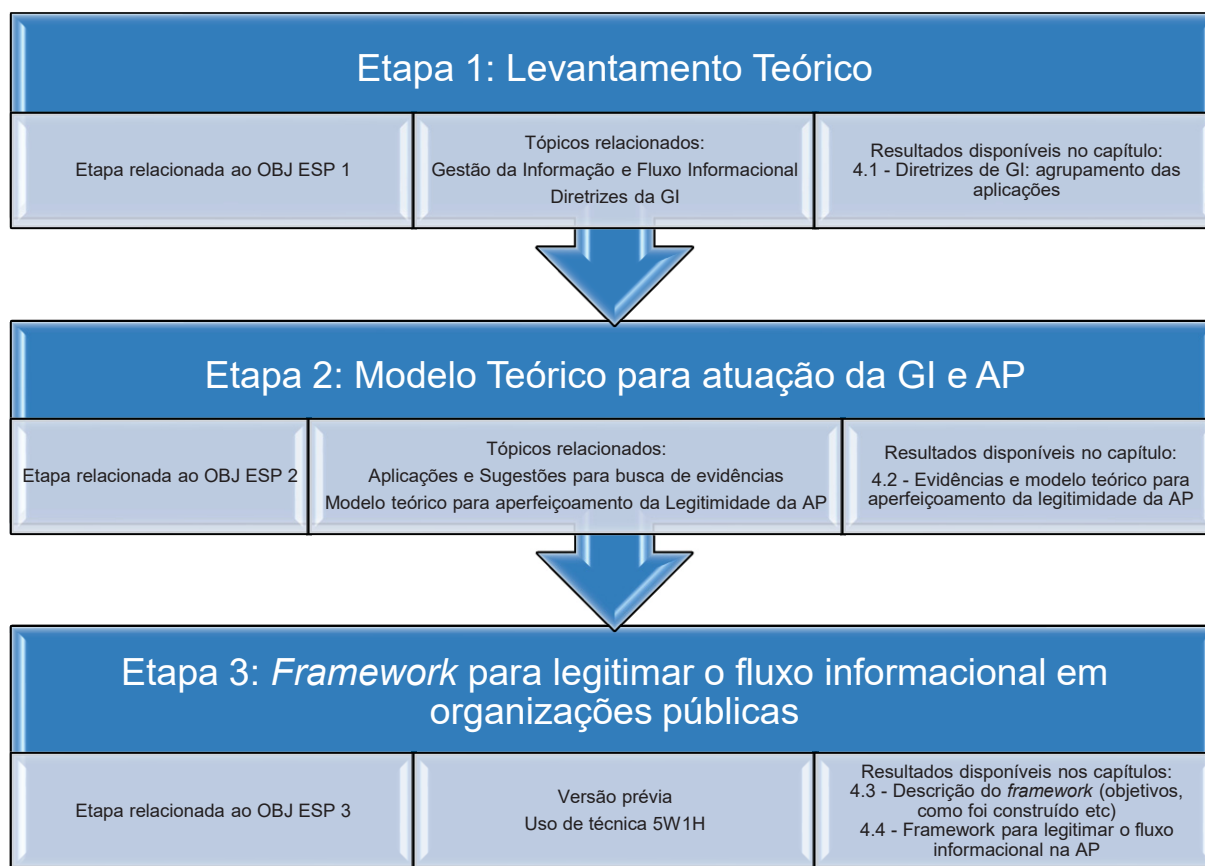 Etapa 1: Levantamento Teórico
Etapa relacionada ao OBJ ESP 1
Tópicos relacionados:
Gestão da Informação e Fluxo Informacional
Diretrizes da GI
Resultados disponíveis no capítulo:
4.1 - Diretrizes de GI: agrupamento das
aplicações
Etapa 2: Modelo Teórico para atuação da GI e AP
Etapa relacionada ao OBJ ESP 2
Tópicos relacionados:
Aplicações e Sugestões para busca de evidências
Modelo teórico para aperfeiçoamento da Legitimidade da AP
Resultados disponíveis no capítulo:
4.2 - Evidências e modelo teórico para
aperfeiçoamento da legitimidade da AP
Etapa 3: Framework para legitimar o fluxo informacional em
organizações públicas
Etapa relacionada ao OBJ ESP 3
Versão prévia
Uso de técnica 5W1H
Resultados disponíveis nos capítulos:
4.3 - Descrição do framework (objetivos,
como foi construído etc)
4.4 - Framework para legitimar o fluxo
informacional na AP